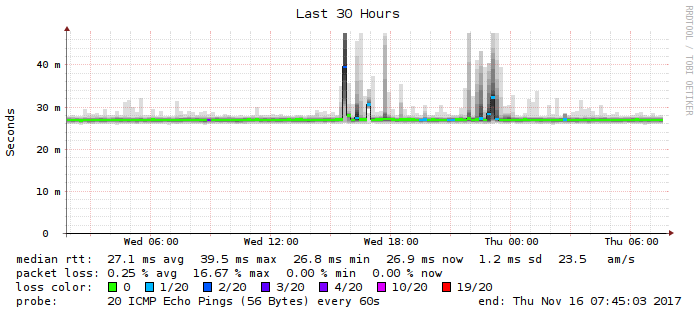 Last 30 Hours
RRDTOOL / TOBI OETIKER
Seconds
40 m
30 m
20 m
10 m
0
Wed 06:00 Wed 12:00 Wed 18:00 Thu 00:00 Thu 06:00
median rtt: 27.1 ms avg 39.5 ms max 26.8 ms min 26.9 ms now 1.2 ms sd 23.5 am/s
packet loss: 0.25 % avg 16.67 % max 0.00 % min 0.00 % now
loss color: 0 1/20 2/20 3/20 4/20 10/20 19/20
probe: 20 ICMP Echo Pings (56 Bytes) every 60s end: Thu Nov 16 07:45:03 2017